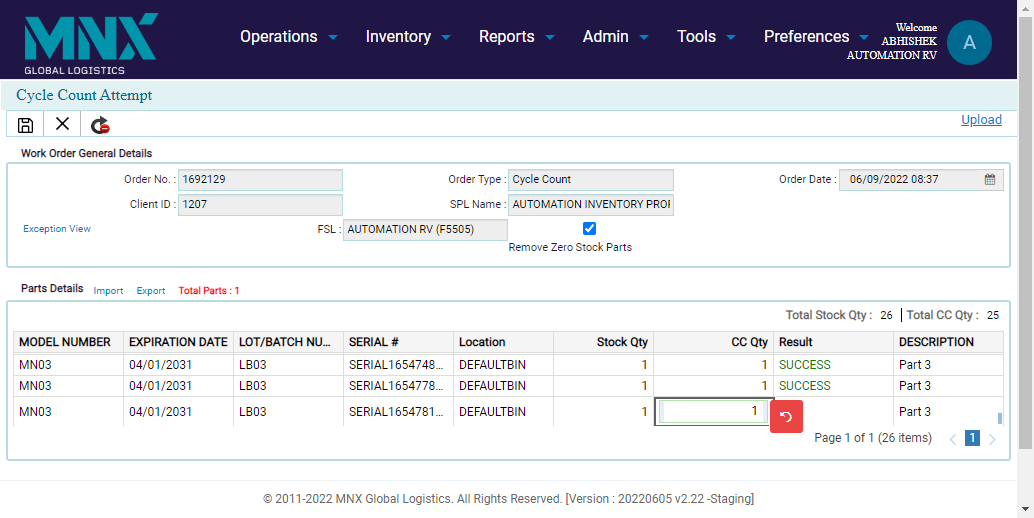 MNX
GLOBAL LOGISTICS
Operations Inventory Reports Admin Tools Preferences
Welcome
ABHISHEK
AUTOMATION RV
A
Cycle Count Attempt
Upload
Work Order General Details
Order No. : 1692129 Order Type : Cycle Count Order Date : 06/09/2022 08:37
Client ID : 1207 SPL Name : AUTOMATION INVENTORY PROF
Exception View FSL : AUTOMATION RV (F5505)
Remove Zero Stock Parts
Parts Details Import Export Total Parts : 1
Total Stock Qty : 26 Total CC Qty : 25
MODEL NUMBER EXPIRATION DATE LOT/BATCH NU... SERIAL # Location Stock Qty CC Qty Result DESCRIPTION
MN03 04/01/2031 LB03 SERIAL1654748... DEFAULTBIN 1 1 SUCCESS Part 3
MN03 04/01/2031 LB03 SERIAL1654778... DEFAULTBIN 1 1 SUCCESS Part 3
MN03 04/01/2031 LB03 SERIAL1654781... DEFAULTBIN 1 1 Part 3
Page 1 of 1 (26 items) 1
© 2011-2022 MNX Global Logistics. All Rights Reserved. [Version : 20220605 v2.22 -Staging]